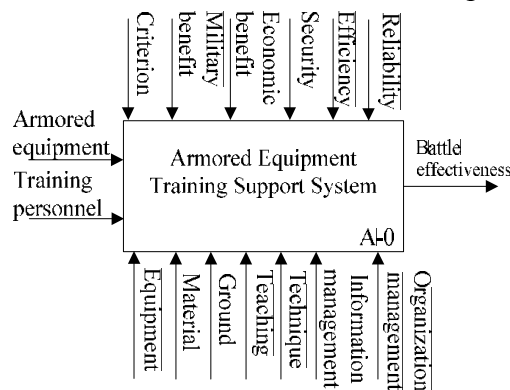 Criterion
Military
benefit
Economic
benefit
Security
Efficiency
Reliability
Armored
equipment
Training
personnel
Armored Equipment
Training Support System
A-0
Battle
effectiveness
Equipment
Material
Ground
Teaching
Technique
Information
management
Organization
management